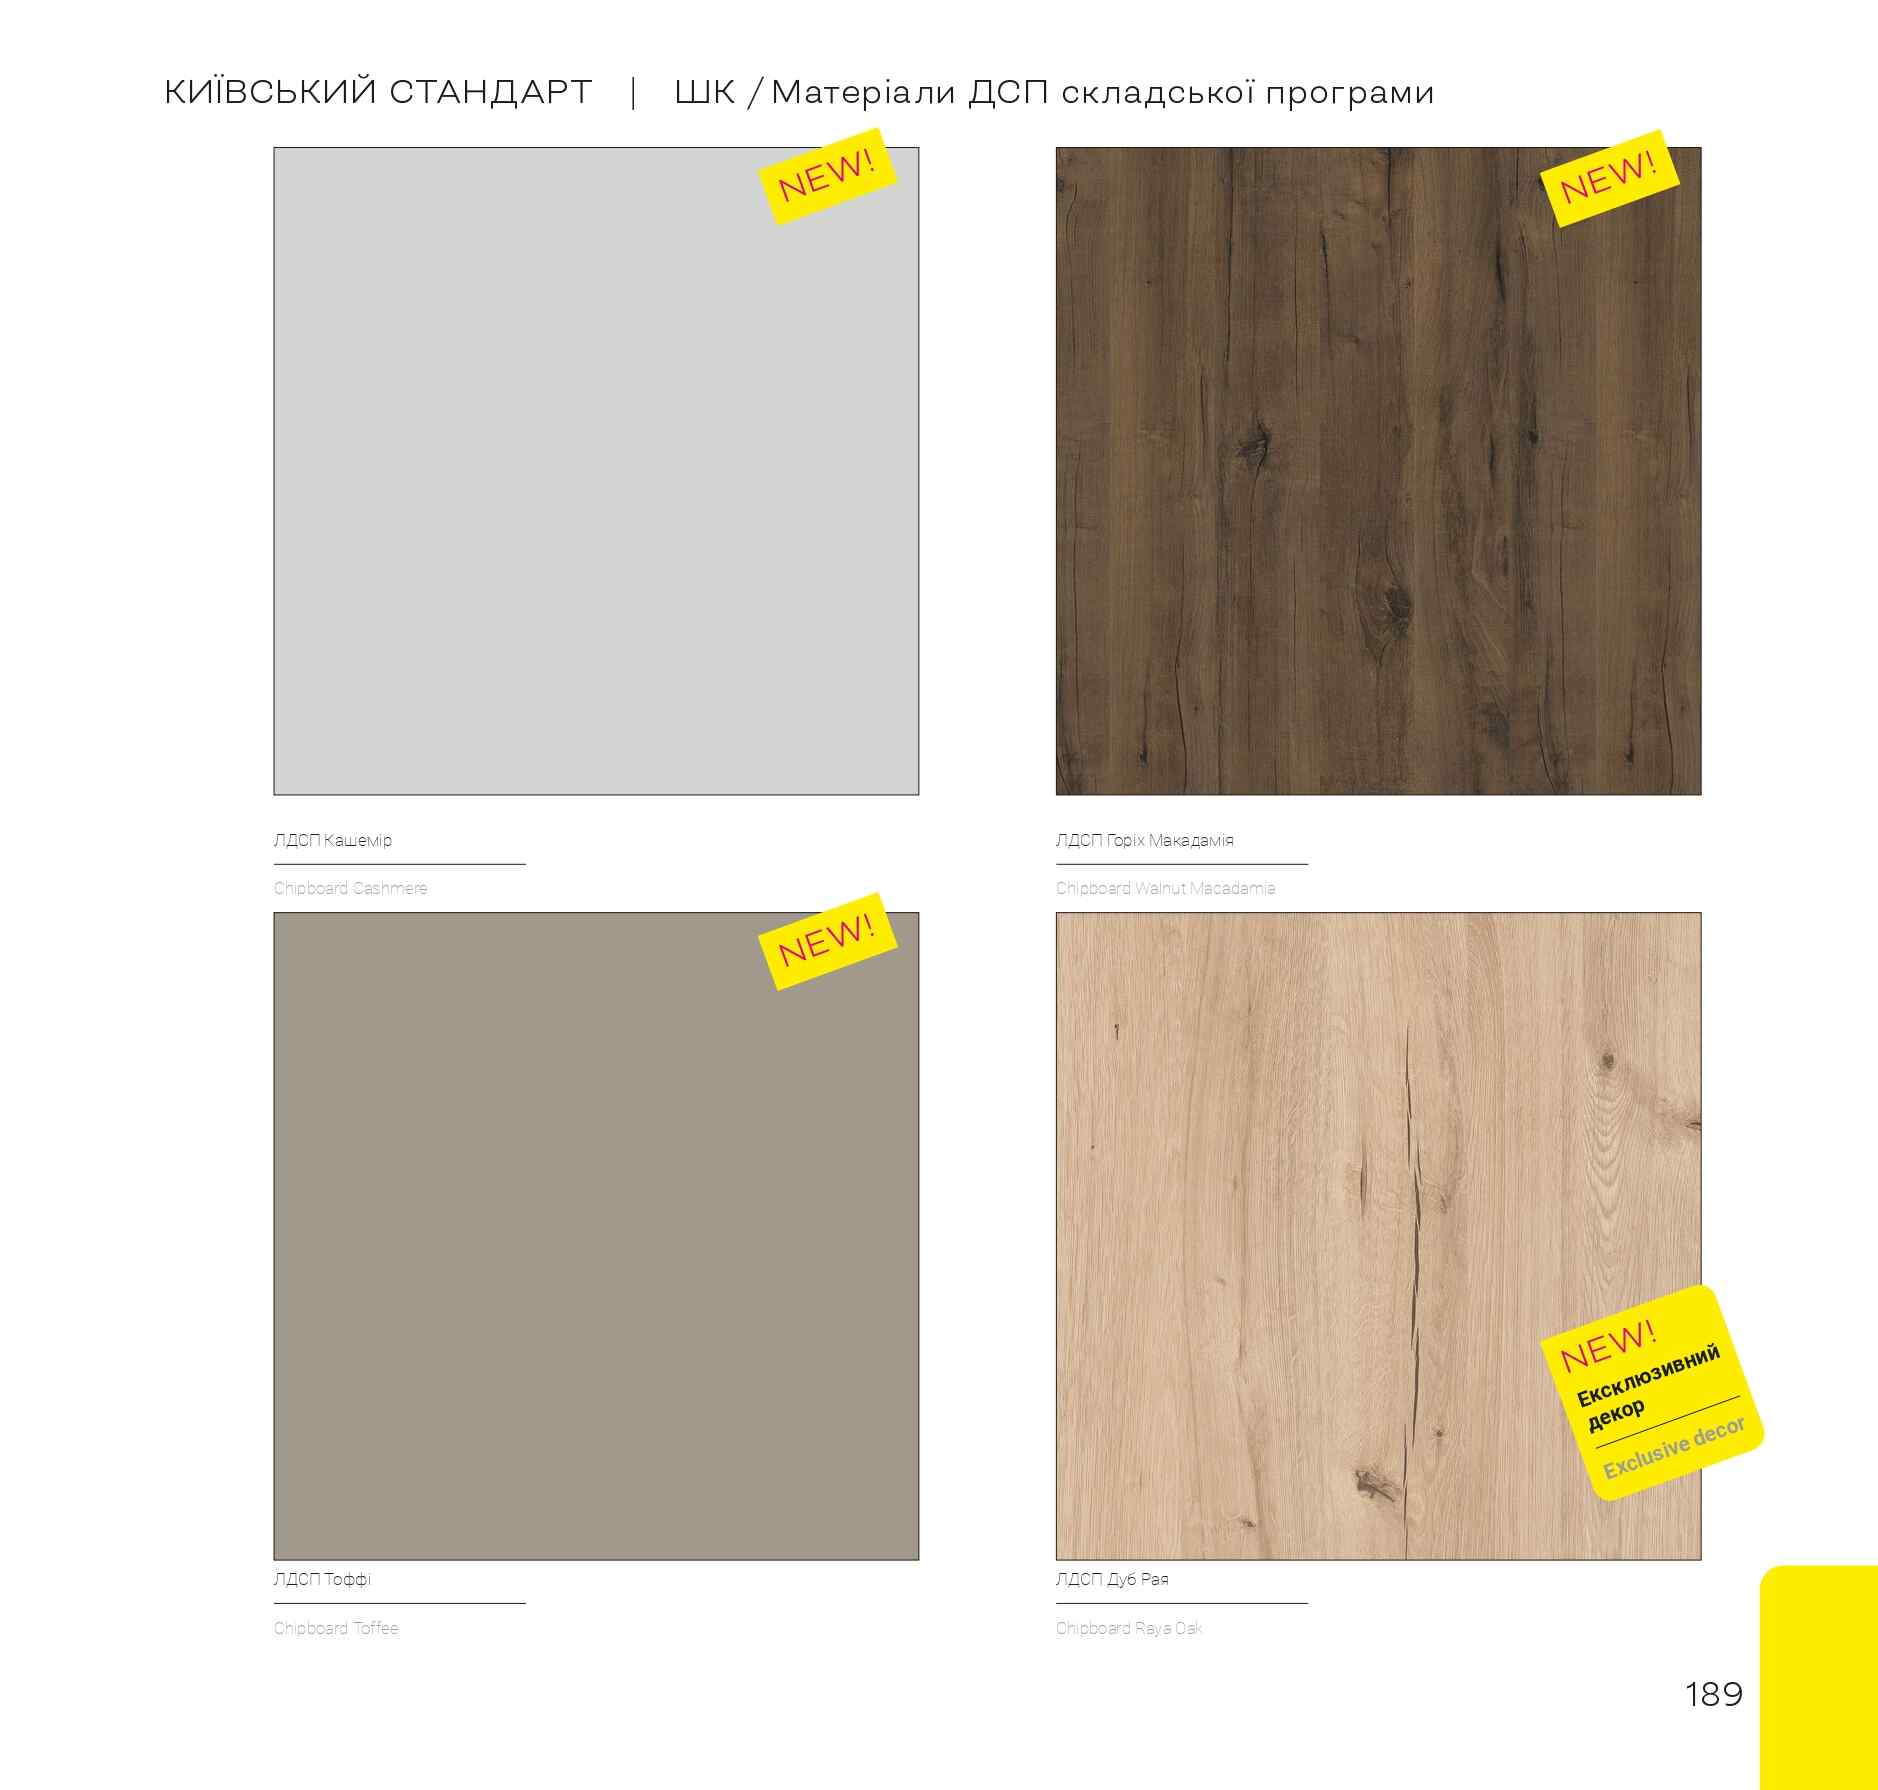 КИЇВСЬКИЙ СТАНДАРТ | ШК / Матеріали ДСП складської програми
NEW!
NEW!
ЛДСП Кашемір
Chipboard Cashmere
ЛДСП Горіх Макадамія
Chipboard Walnut Macadamia
NEW!
NEW!
Ексклюзивний
декор
Exclusive decor
ЛДСП Тоффі
Chipboard Toffee
ЛДСП Дуб Рая
Chipboard Raya Oak
189